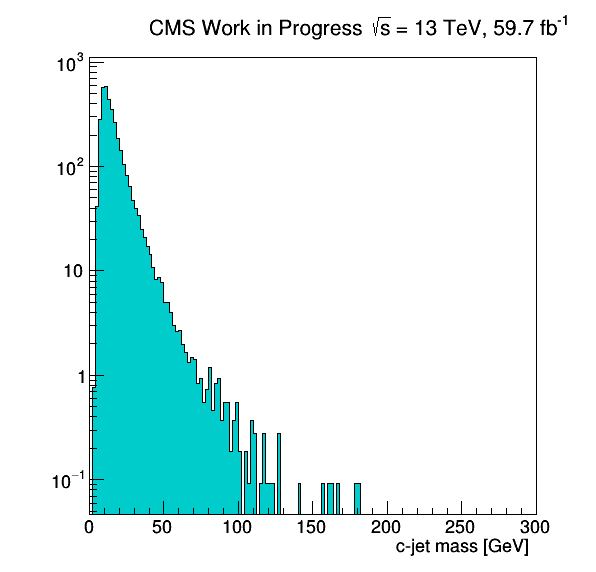 CMS Work in Progress √s = 13 TeV, 59.7 fb⁻¹
10³
10²
10
1
10⁻¹
0 50 100 150 200 250 300
c-jet mass [GeV]